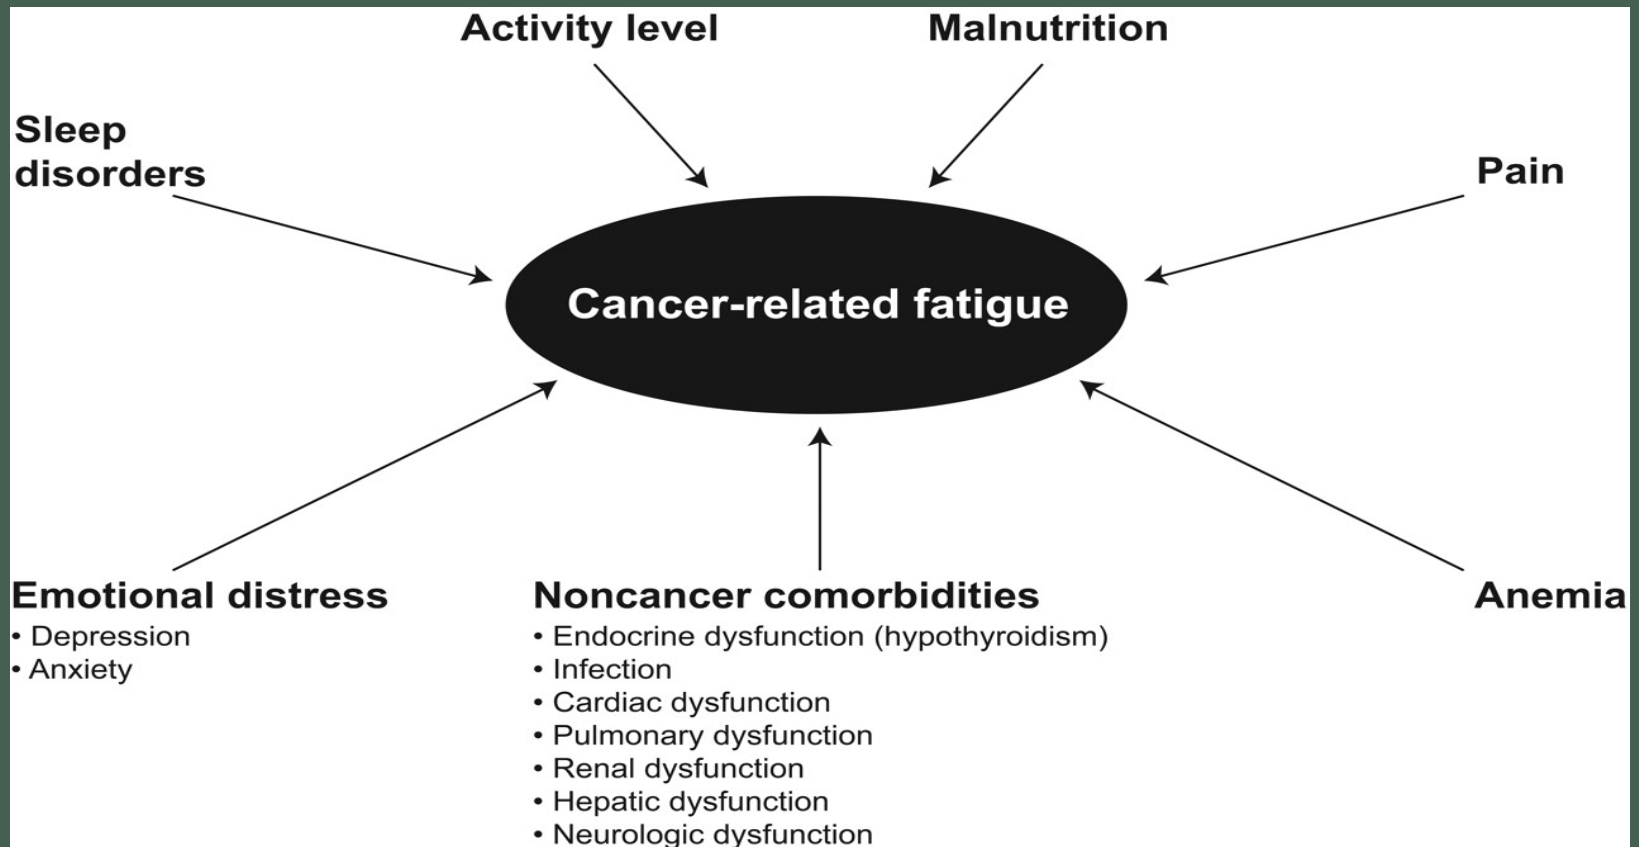 Activity level
Malnutrition
Sleep
disorders
Pain
Cancer-related fatigue
Emotional distress
• Depression
• Anxiety
Noncancer comorbidities
• Endocrine dysfunction (hypothyroidism)
• Infection
• Cardiac dysfunction
• Pulmonary dysfunction
• Renal dysfunction
• Hepatic dysfunction
• Neurologic dysfunction
Anemia